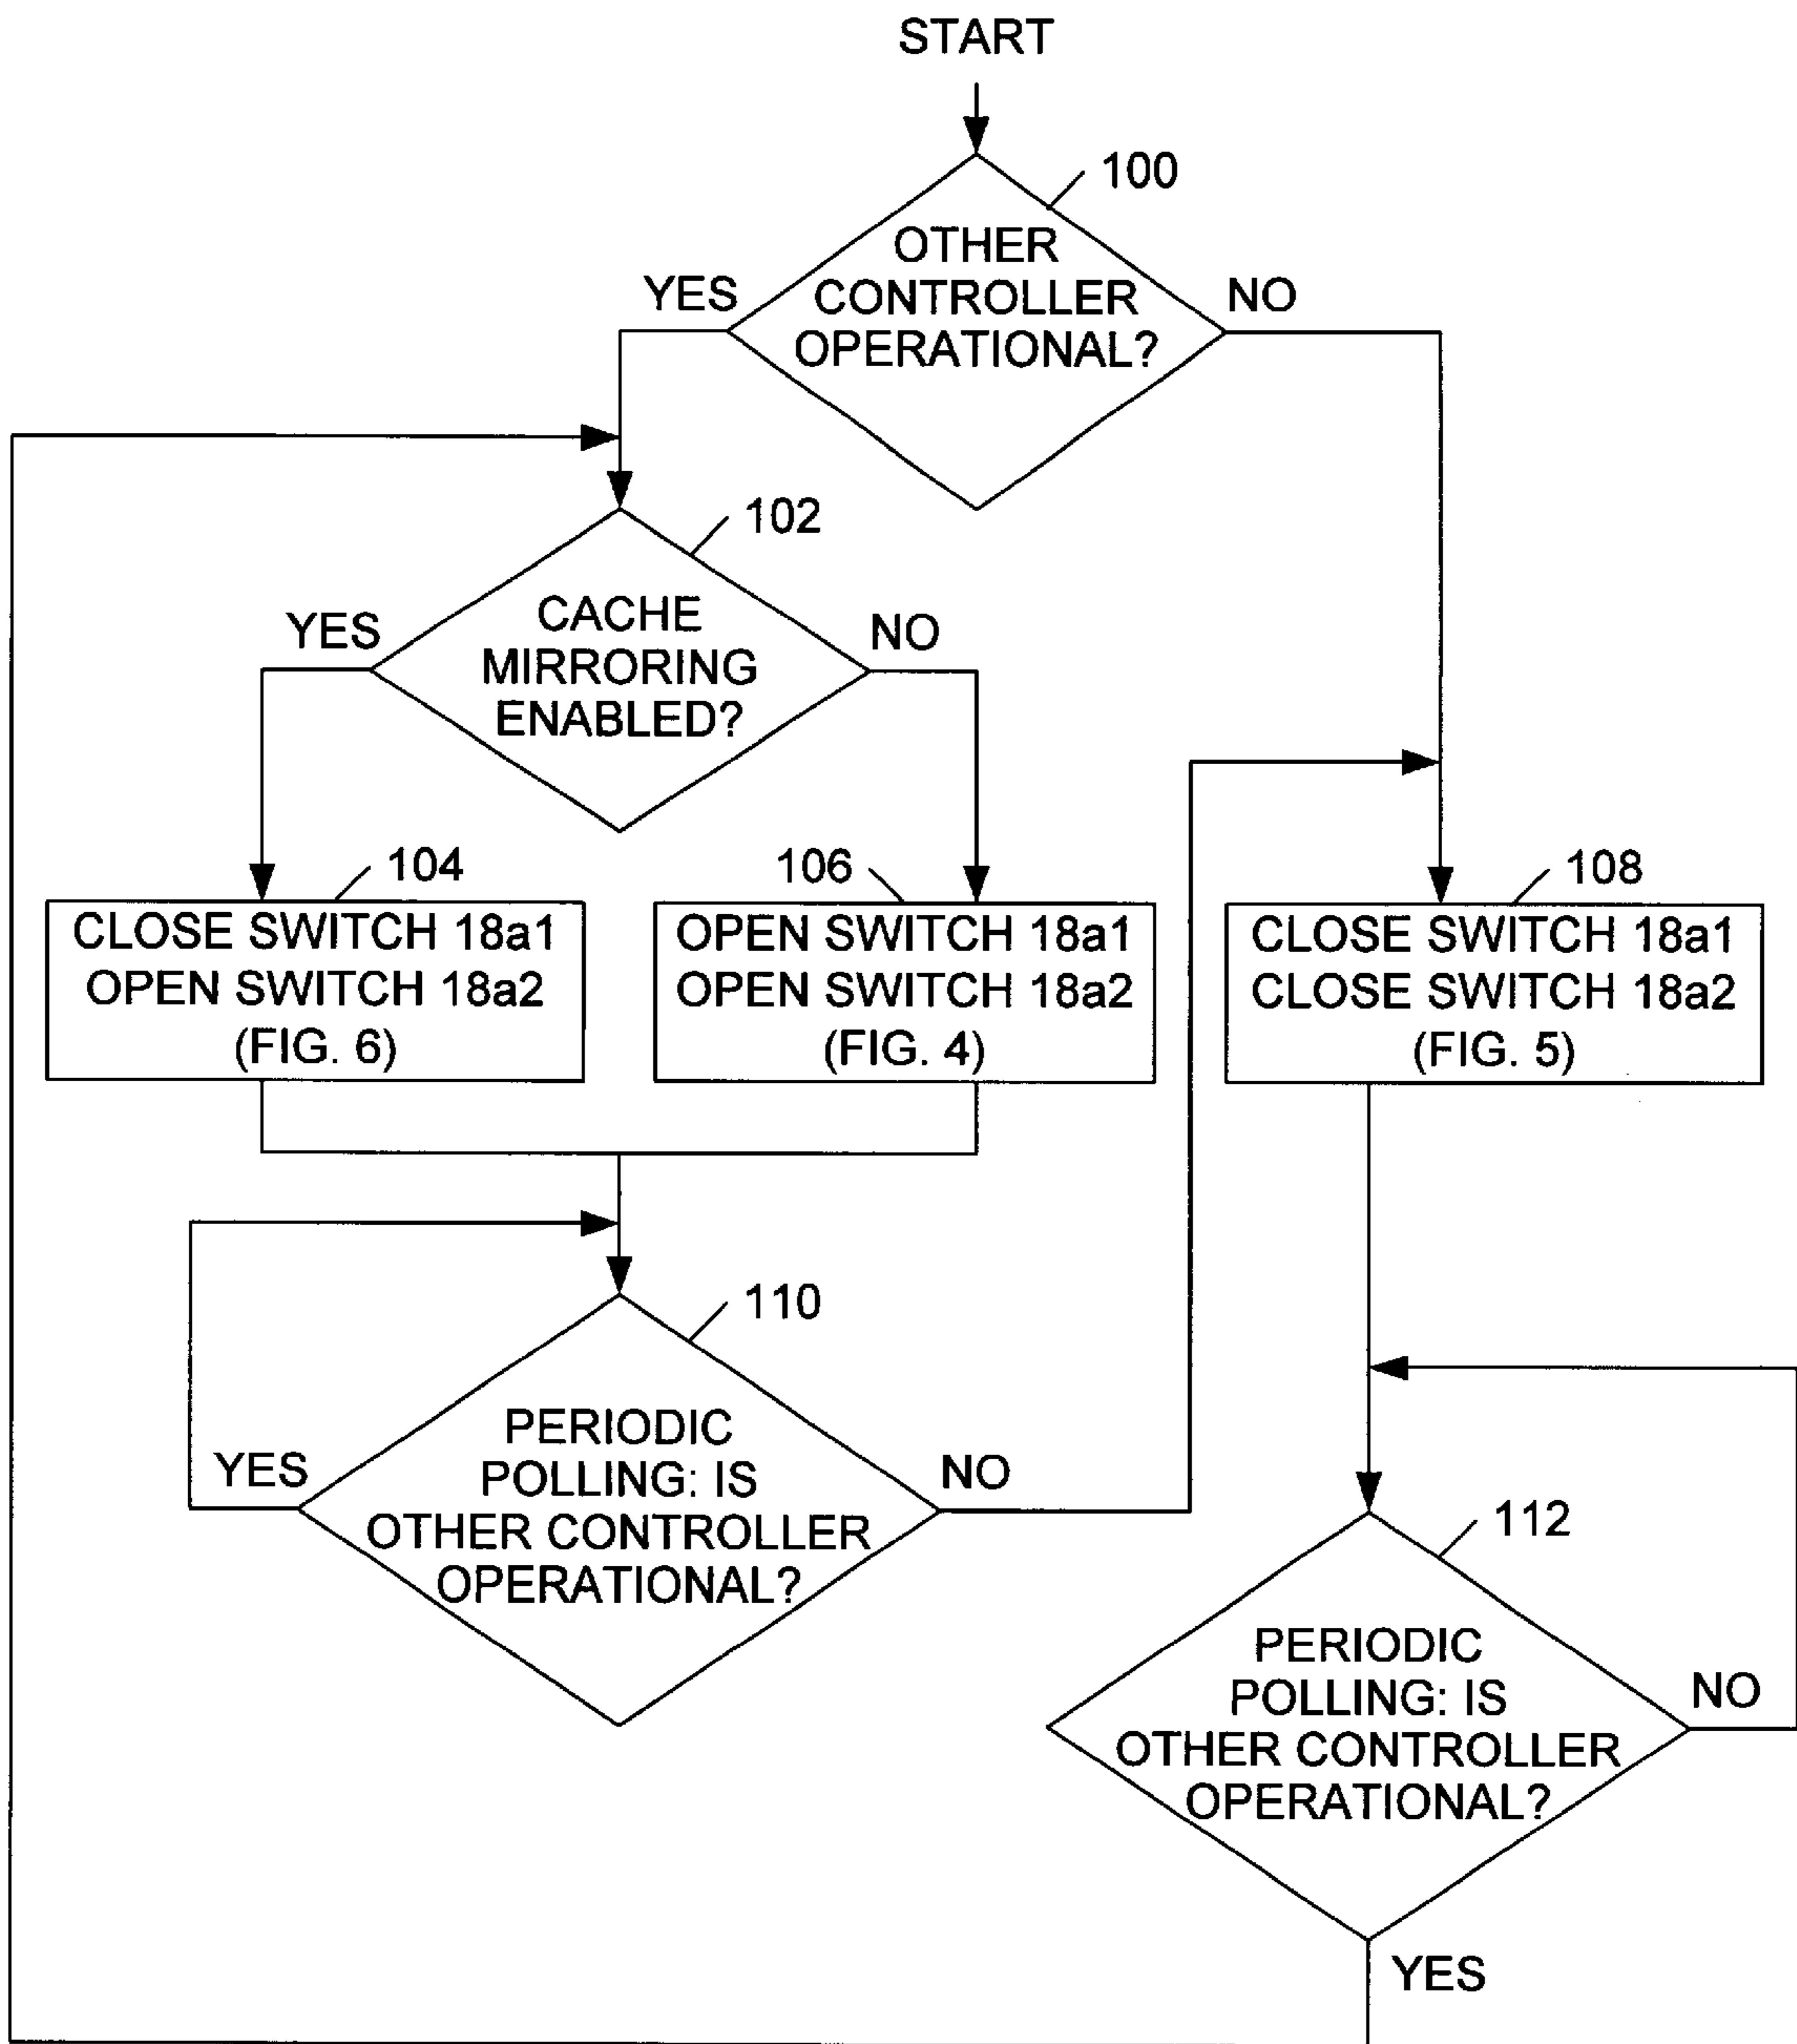 START
100
OTHER
CONTROLLER
OPERATIONAL?
YES
NO
102
CACHE
MIRRORING
ENABLED?
YES
NO
104
CLOSE SWITCH 18a1
OPEN SWITCH 18a2
(FIG. 6)
106
OPEN SWITCH 18a1
OPEN SWITCH 18a2
(FIG. 4)
108
CLOSE SWITCH 18a1
CLOSE SWITCH 18a2
(FIG. 5)
110
PERIODIC
POLLING: IS
OTHER CONTROLLER
OPERATIONAL?
YES
NO
112
PERIODIC
POLLING: IS
OTHER CONTROLLER
OPERATIONAL?
NO
YES